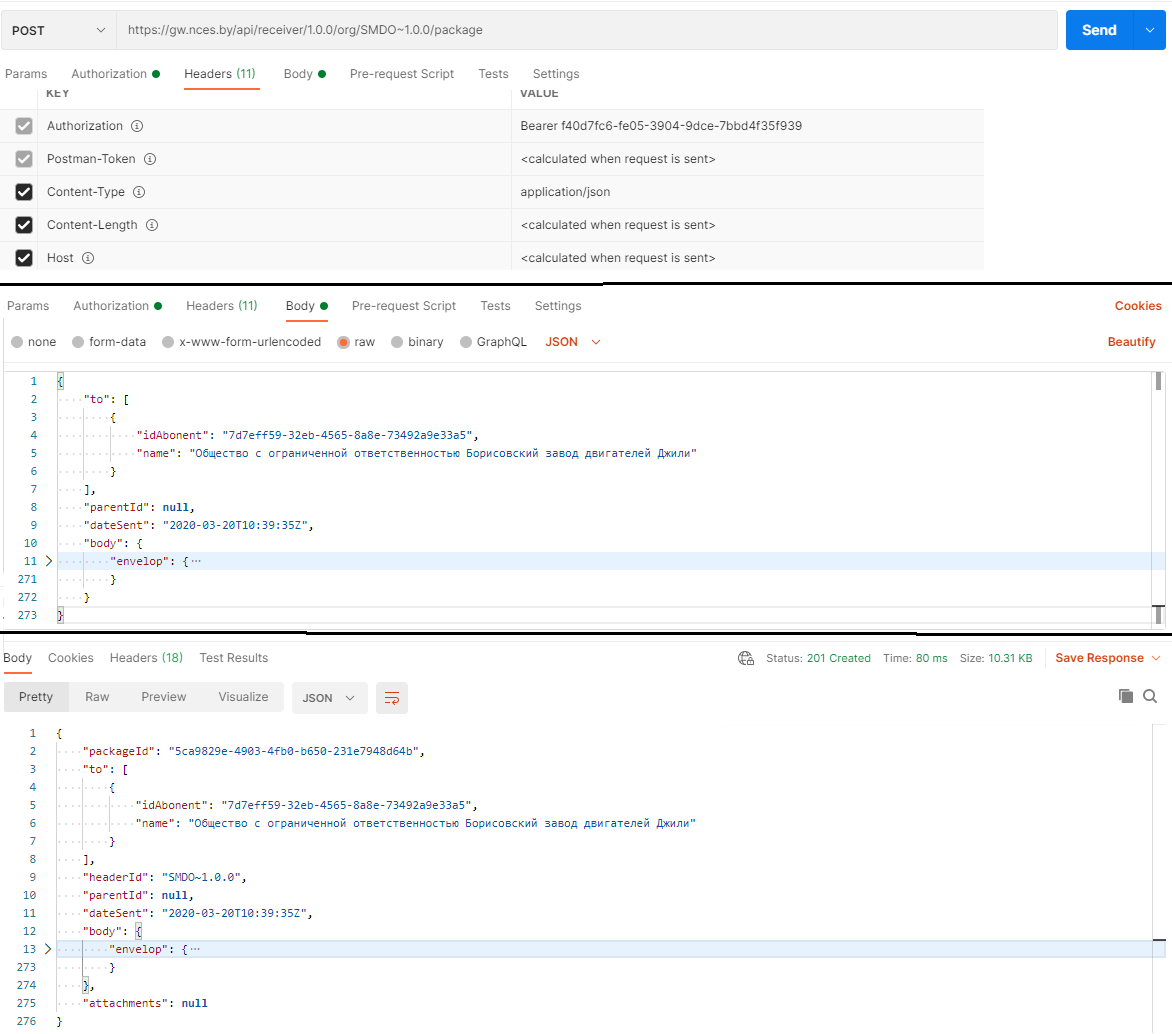 POST https://gw.nces.by/api/receiver/1.0.0/org/SMDO~1.0.0/package Send
Params Authorization Headers (11) Body Pre-request Script Tests Settings
KEY VALUE
Authorization Bearer f40d7fc6-fe05-3904-9dce-7bbd4f35f939
Postman-Token <calculated when request is sent>
Content-Type application/json
Content-Length <calculated when request is sent>
Host <calculated when request is sent>
Params Authorization Headers (11) Body Pre-request Script Tests Settings Cookies
none form-data x-www-form-urlencoded raw binary GraphQL JSON Beautify
1 {
2 "to": [
3 {
4 "idAbonent": "7d7eff59-32eb-4565-8a8e-73492a9e33a5",
5 "name": "Общество с ограниченной ответственностью Борисовский завод двигателей Джили"
6 }
7 ],
8 "parentId": null,
9 "dateSent": "2020-03-20T10:39:35Z",
10 "body": {
11 "envelop": {···
271 }
272 }
273 }
Body Cookies Headers (18) Test Results Status: 201 Created Time: 80 ms Size: 10.31 KB Save Response
Pretty Raw Preview Visualize JSON
1 {
2 "packageId": "5ca9829e-4903-4fb0-b650-231e7948d64b",
3 "to": [
4 {
5 "idAbonent": "7d7eff59-32eb-4565-8a8e-73492a9e33a5",
6 "name": "Общество с ограниченной ответственностью Борисовский завод двигателей Джили"
7 }
8 ],
9 "headerId": "SMDO~1.0.0",
10 "parentId": null,
11 "dateSent": "2020-03-20T10:39:35Z",
12 "body": {
13 "envelop": {···
273 }
274 },
275 "attachments": null
276 }